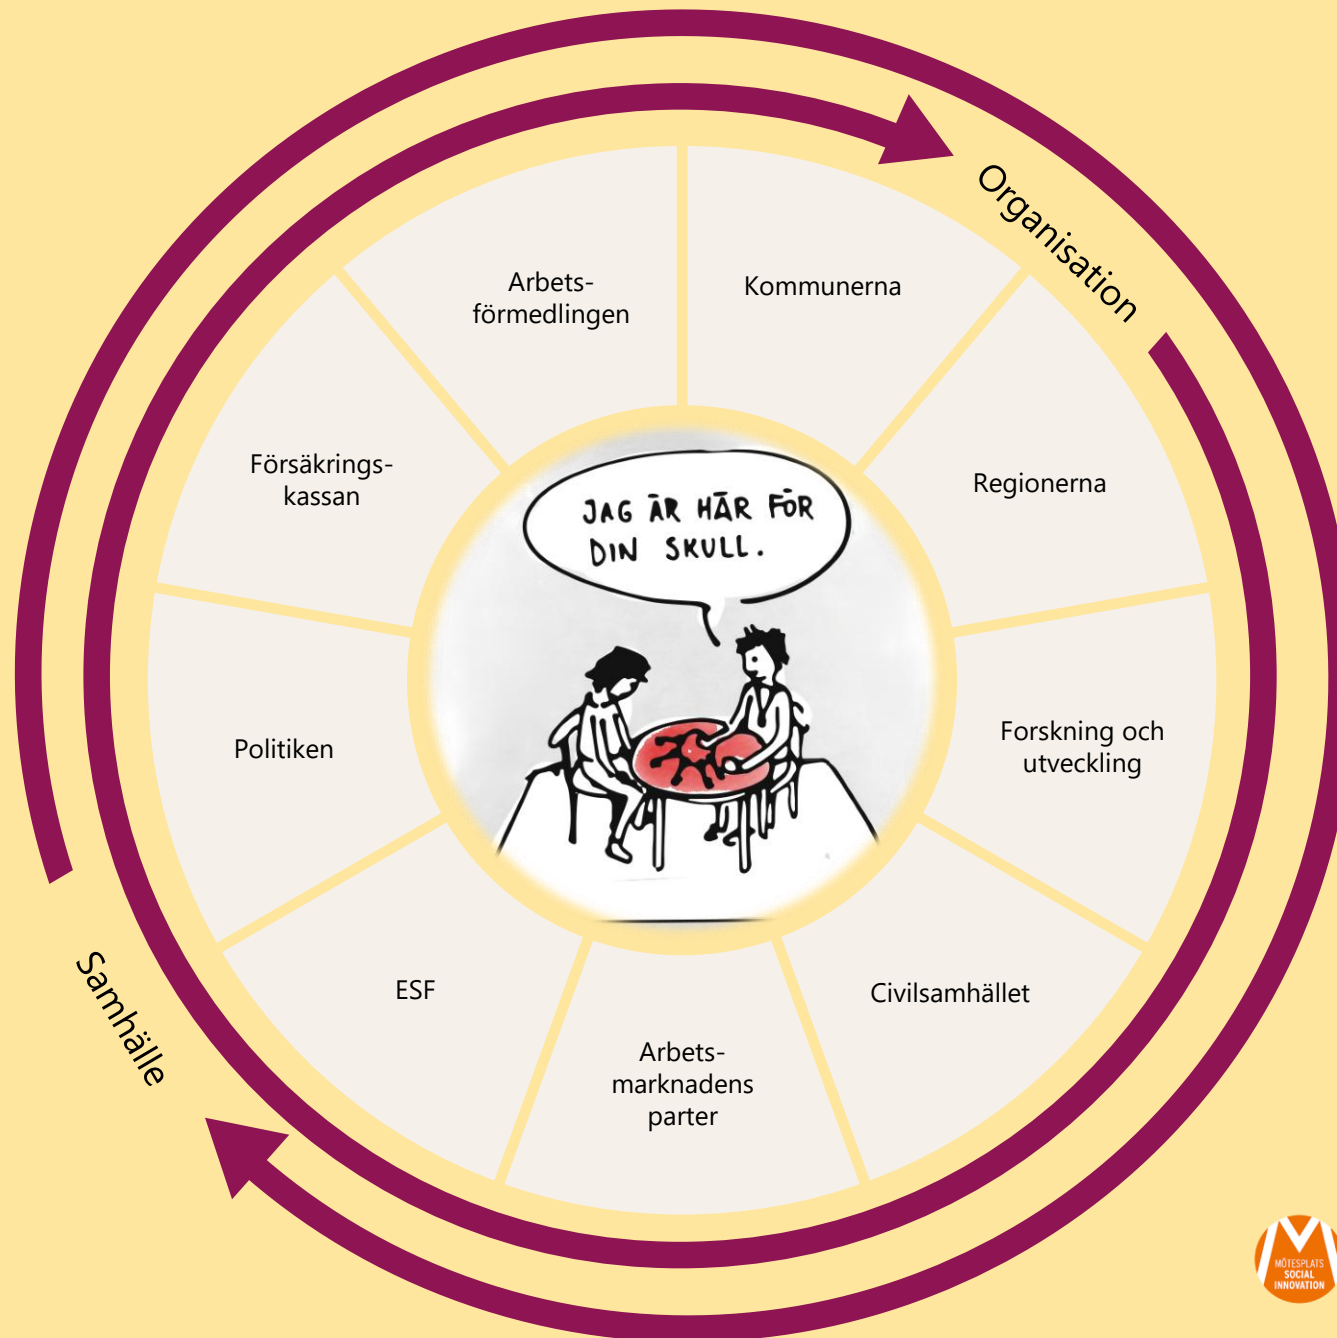 Organisation
Kommunerna
Regionerna
Forskning och
utveckling
Civilsamhället
Arbets-
marknadens
parter
ESF
Politiken
Försäkrings-
kassan
Arbets-
förmedlingen
JAG ÄR HÄR FÖR
DIN SKULL.
Samhälle
MÖTESPLATS
SOCIAL
INNOVATION